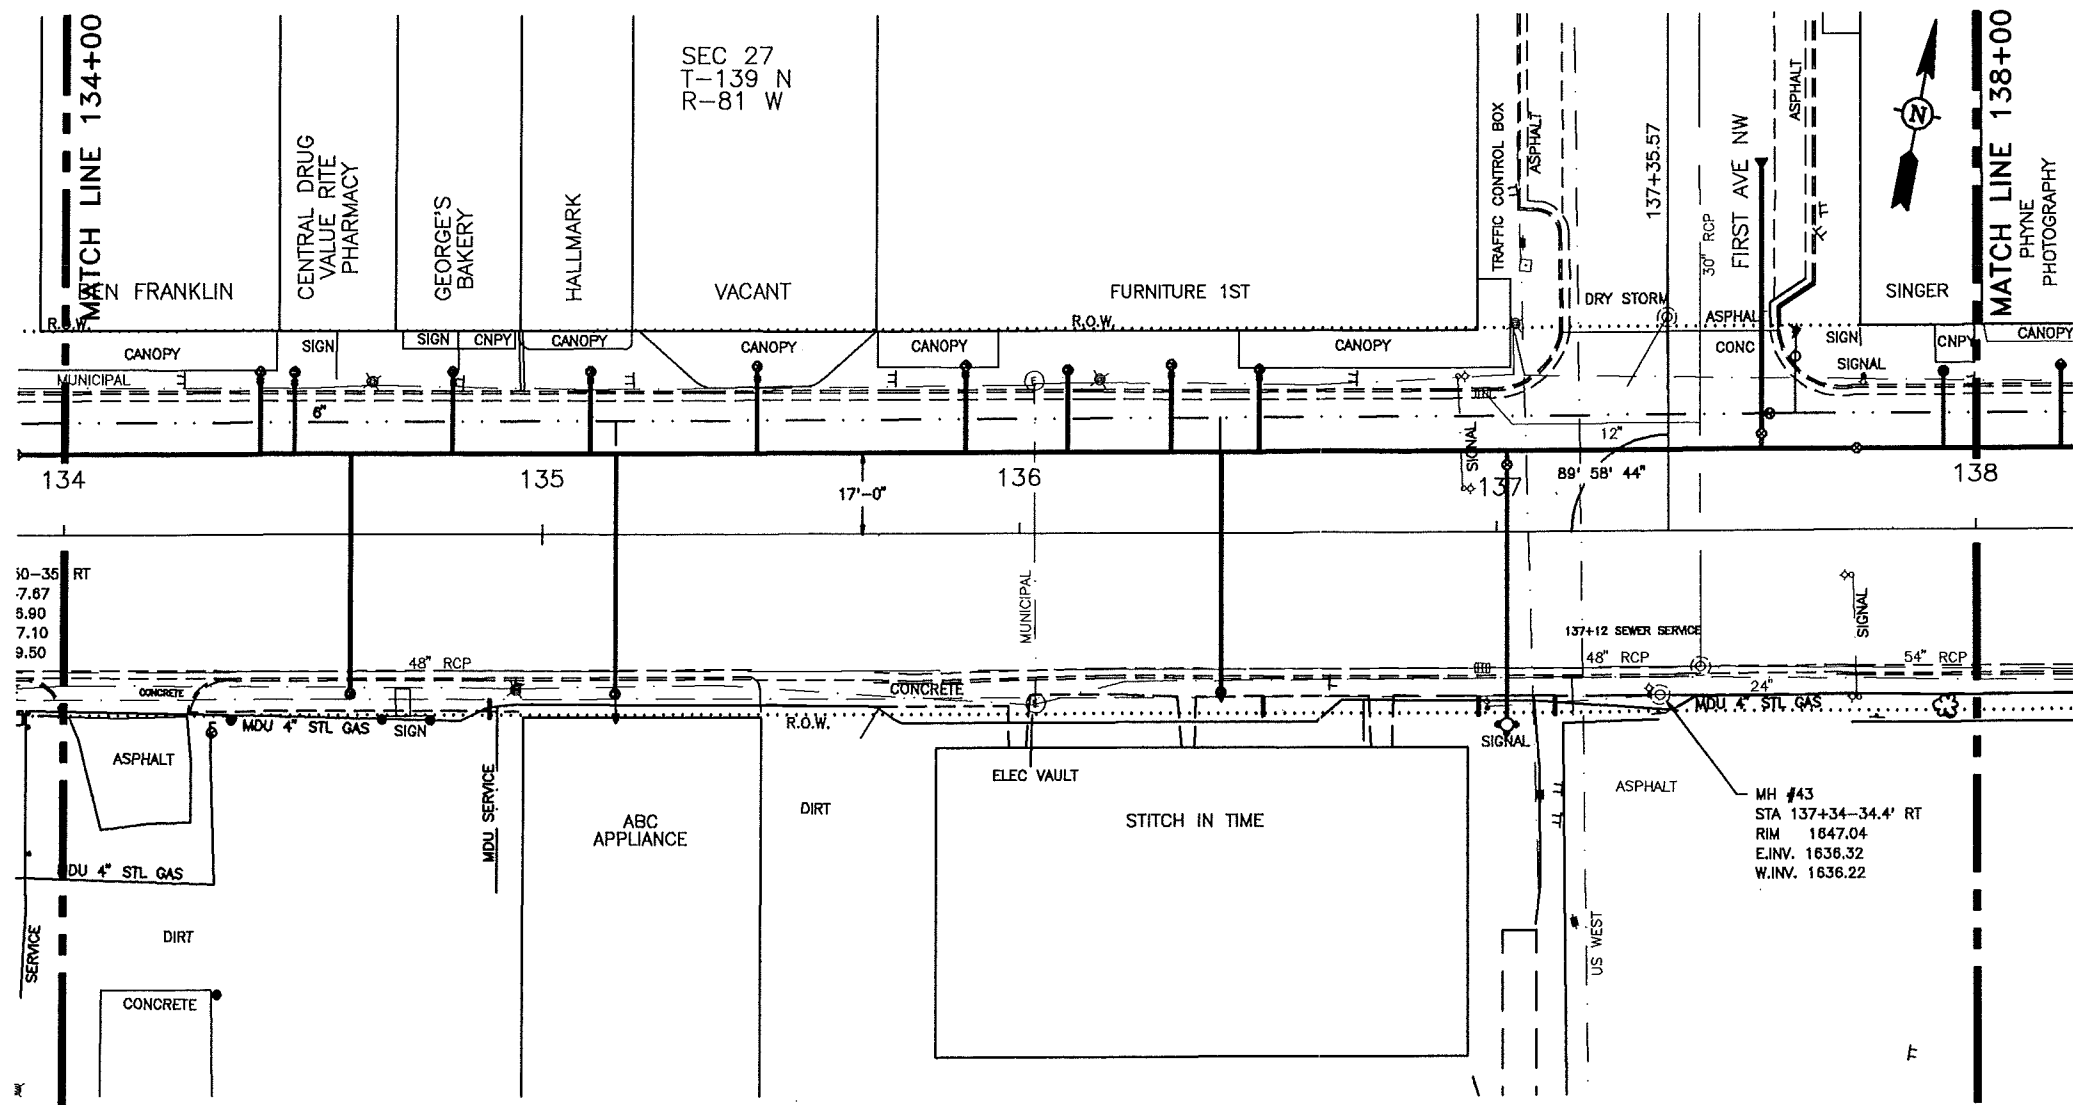 MATCH LINE 134+00
SEC 27
T-139 N
R-81 W
BEN FRANKLIN
CENTRAL DRUG
VALUE RITE
PHARMACY
GEORGE'S
BAKERY
HALLMARK
VACANT
FURNITURE 1ST
TRAFFIC CONTROL BOX
ASPHALT
137+35.57
30" RCP
FIRST AVE NW
ASPHALT
N
MATCH LINE 138+00
PHYNE
PHOTOGRAPHY
SINGER
DRY STORM
R.O.W.
R.O.W.
ASPHAL
CONC
CANOPY
SIGN
SIGN
CNPY
CANOPY
CANOPY
CANOPY
CANOPY
SIGN
SIGNAL
CNPY
CANOPY
MUNICIPAL
6"
SIGNAL
12"
134
135
17'-0"
136
137
89' 58' 44"
138
50-35 RT
7.67
6.90
7.10
9.50
MUNICIPAL
SIGNAL
137+12 SEWER SERVICE
48" RCP
48" RCP
54" RCP
CONCRETE
CONCRETE
24"
MDU 4" STL GAS
SIGN
R.O.W.
MDU 4" STL GAS
SIGNAL
ASPHALT
ELEC VAULT
ASPHALT
MDU SERVICE
DIRT
ABC
APPLIANCE
STITCH IN TIME
MH #43
STA 137+34-34.4' RT
RIM 1647.04
E.INV. 1636.32
W.INV. 1636.22
MDU 4" STL GAS
SERVICE
DIRT
US WEST
CONCRETE